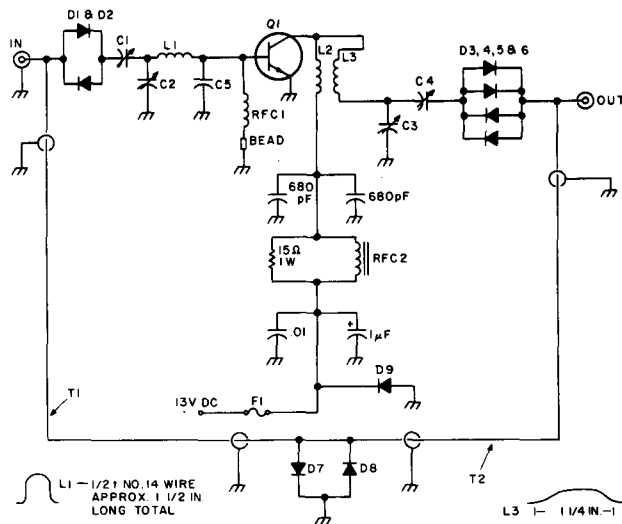 D1 & D2
Q1
IN
C1
L1
L2
L3
D3, 4, 5 & 6
C4
C2
C5
OUT
RFC1
C3
BEAD
680 pF
680pF
15Ω
1W
RFC2
.01
+
1µF
D9
13V DC
F1
T1
D7
D8
T2
L1 – 1/2 t NO. 14 WIRE
APPROX. 1 1/2 IN.
LONG TOTAL
L3 |– 1 1/4 IN.–|